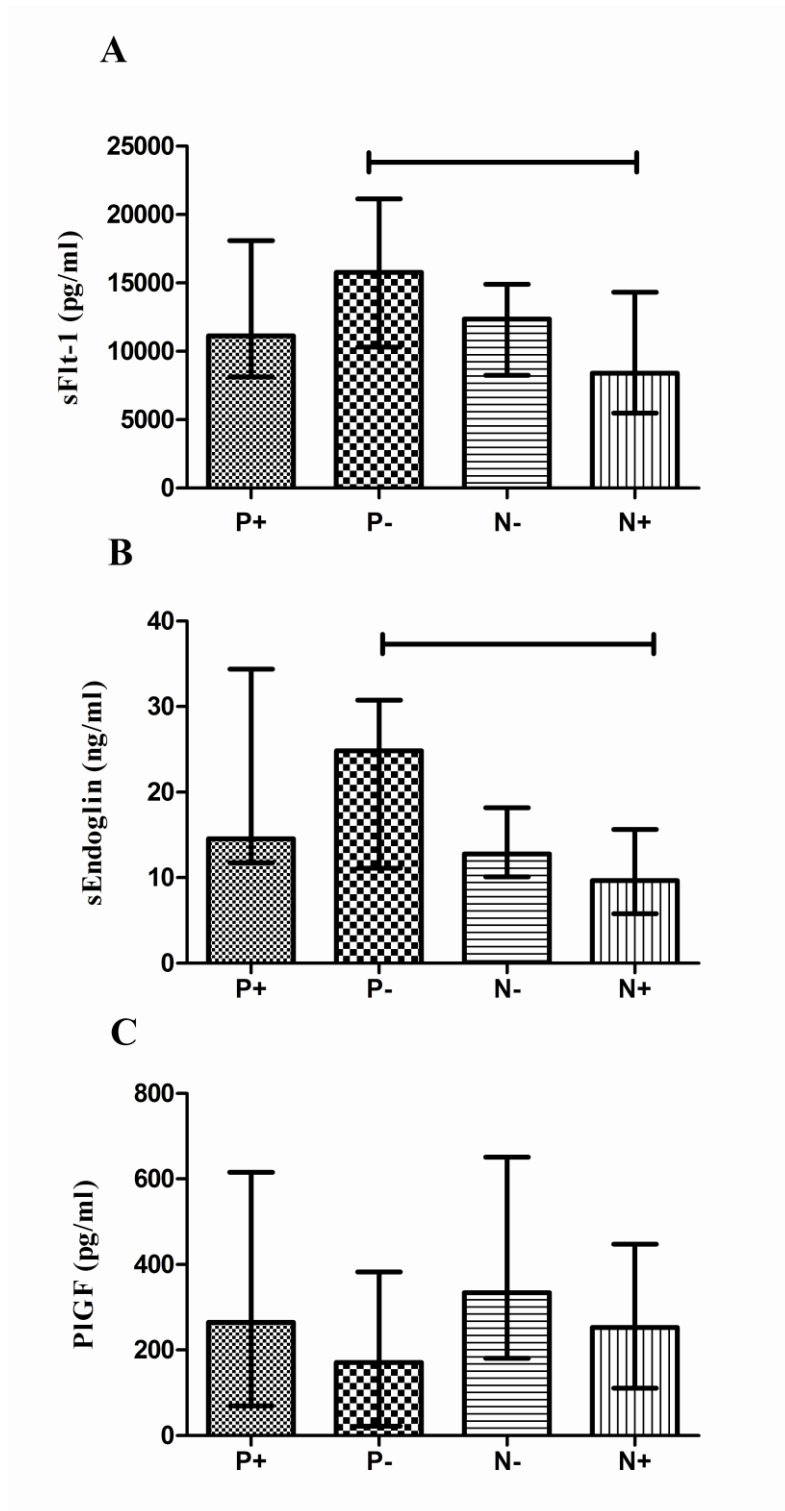 A
sFlt-1 (pg/ml)
25000
20000
15000
10000
5000
0
P+ P- N- N+
B
sEndoglin (ng/ml)
40
30
20
10
0
P+ P- N- N+
C
PlGF (pg/ml)
800
600
400
200
0
P+ P- N- N+